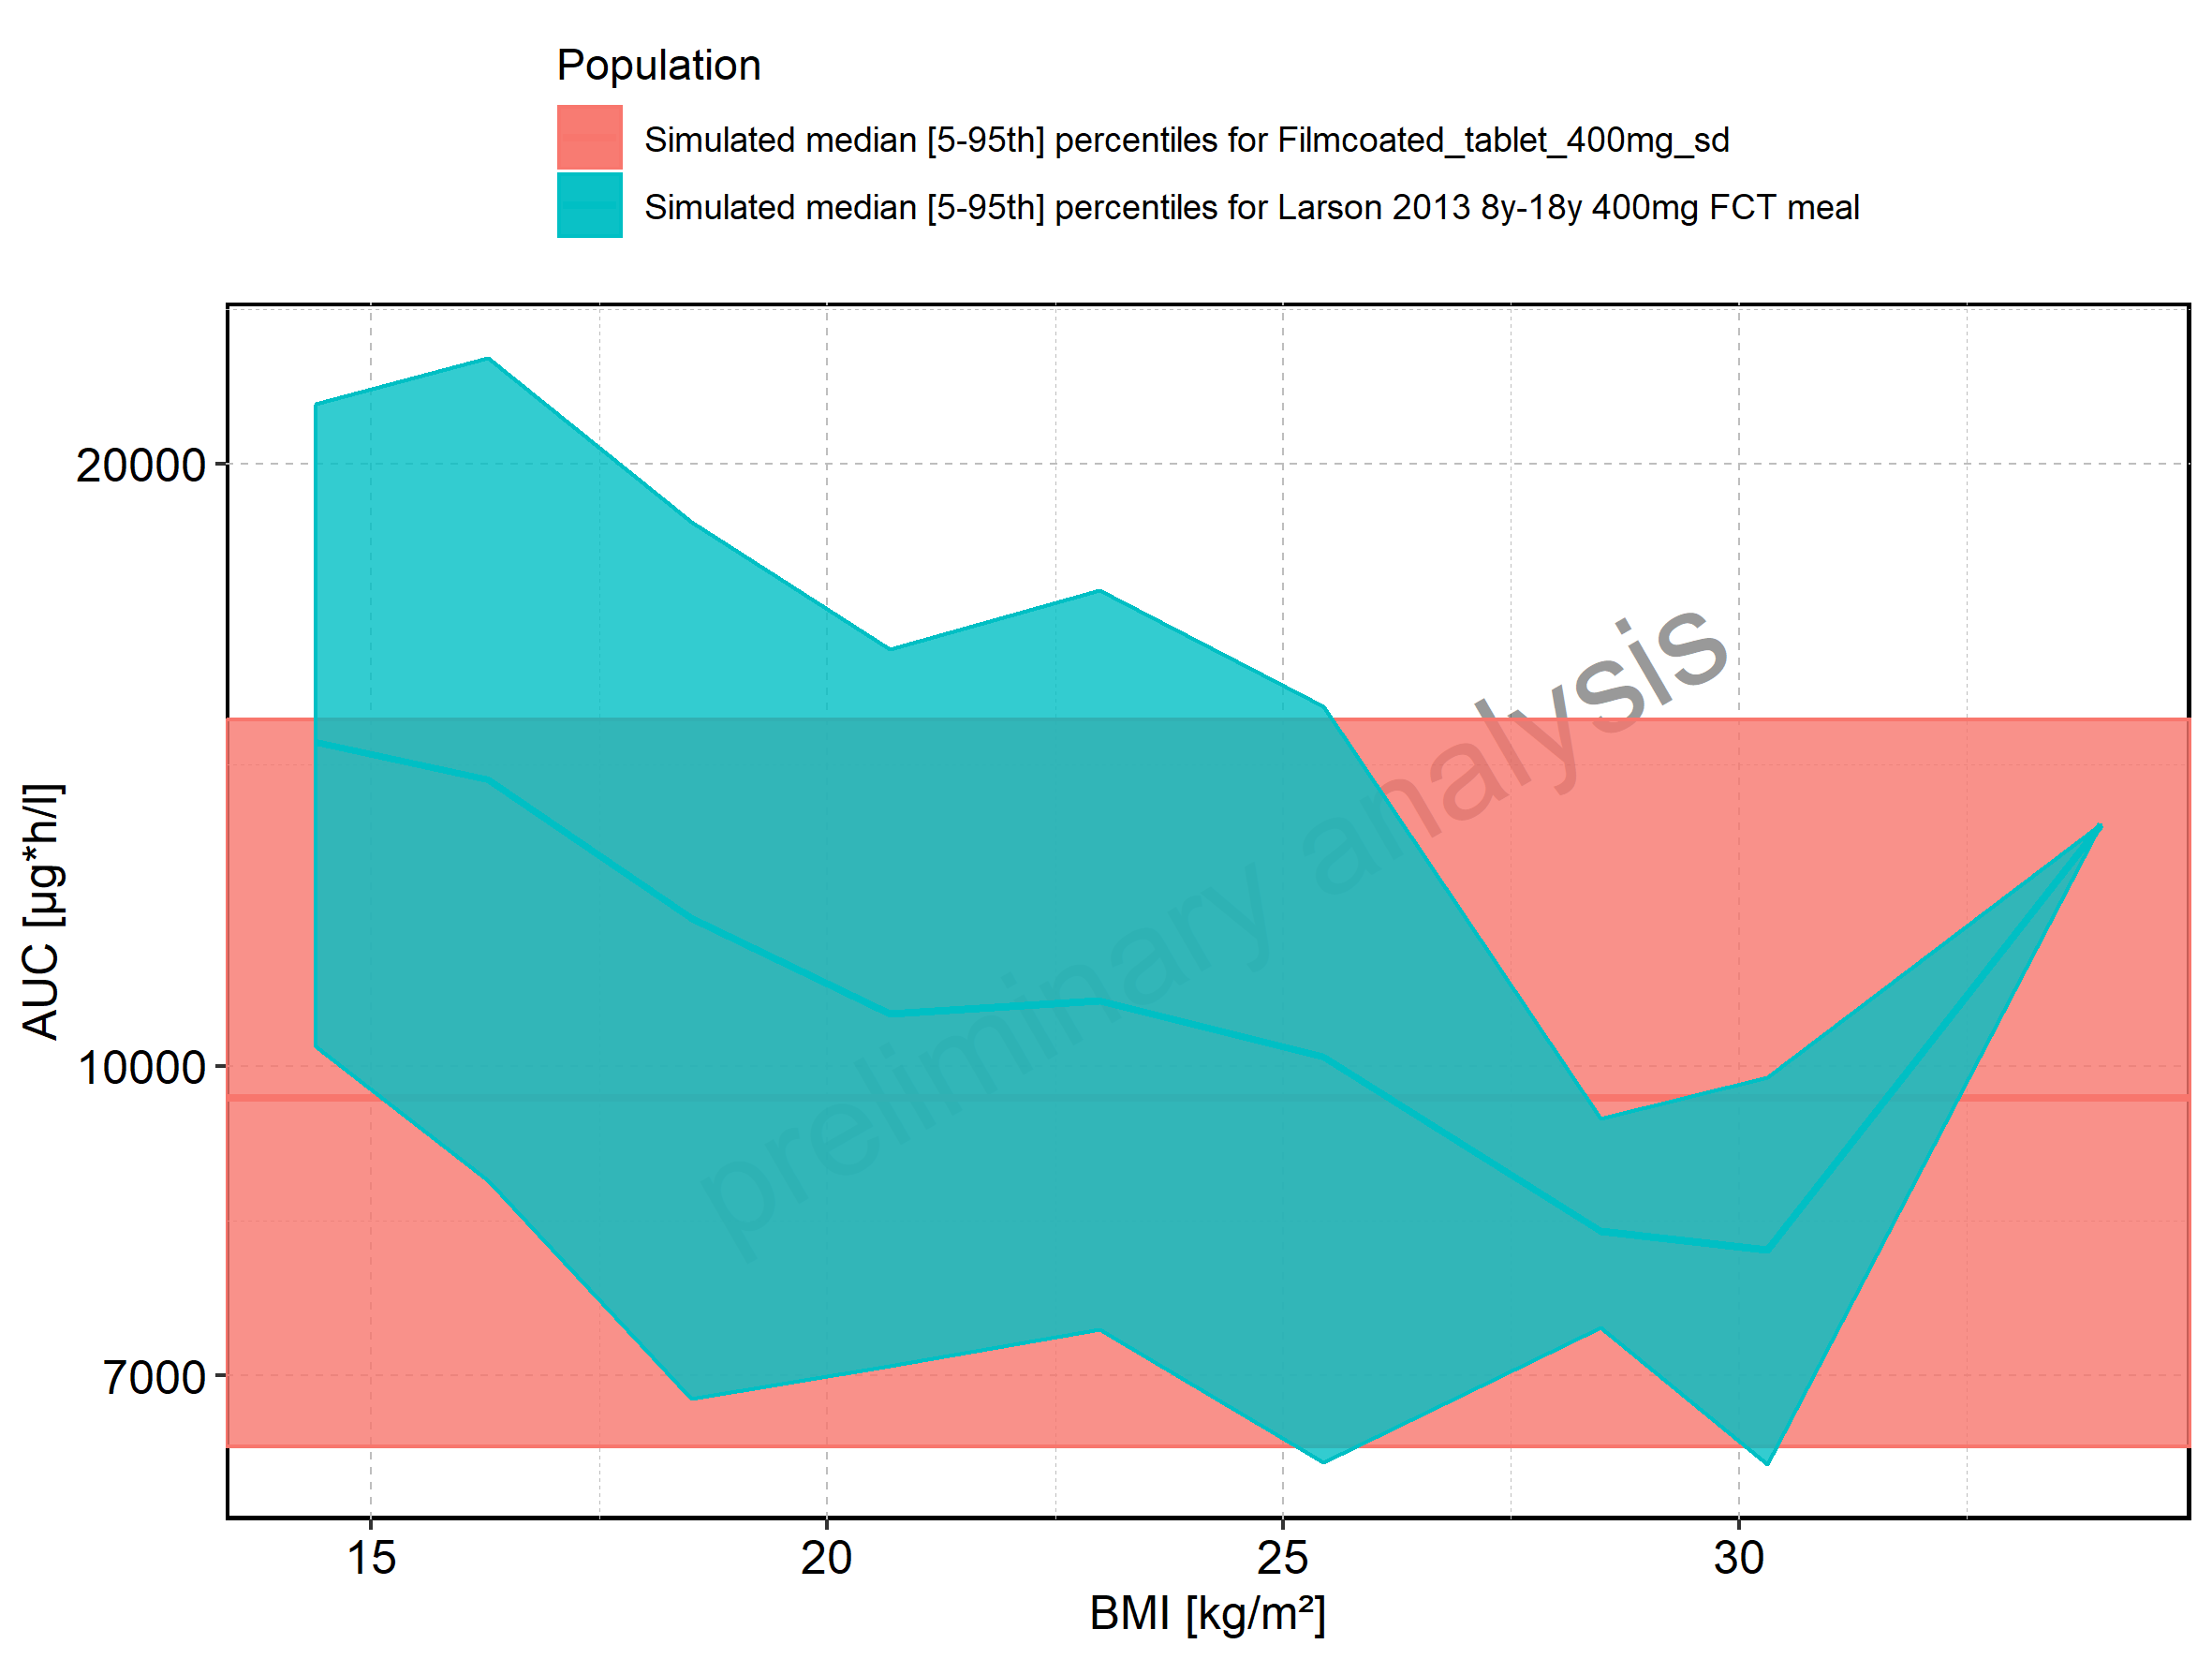 Population
Simulated median [5-95th] percentiles for Filmcoated_tablet_400mg_sd
Simulated median [5-95th] percentiles for Larson 2013 8y-18y 400mg FCT meal
20000
10000
7000
AUC [µg*h/l]
preliminary analysis
15
20
25
30
BMI [kg/m²]